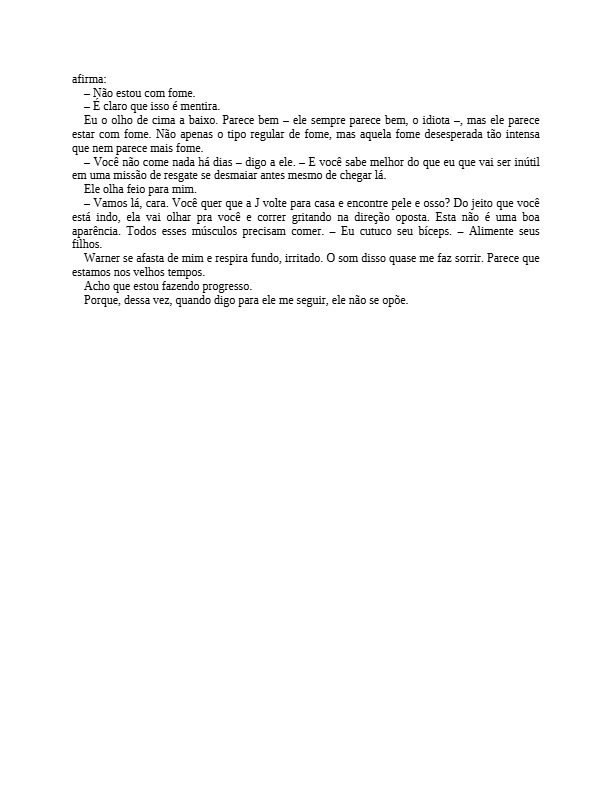 afirma:
– Não estou com fome.
– É claro que isso é mentira.
Eu o olho de cima a baixo. Parece bem – ele sempre parece bem, o idiota –, mas ele parece
estar com fome. Não apenas o tipo regular de fome, mas aquela fome desesperada tão intensa
que nem parece mais fome.
– Você não come nada há dias – digo a ele. – E você sabe melhor do que eu que vai ser inútil
em uma missão de resgate se desmaiar antes mesmo de chegar lá.
Ele olha feio para mim.
– Vamos lá, cara. Você quer que a J volte para casa e encontre pele e osso? Do jeito que você
está indo, ela vai olhar pra você e correr gritando na direção oposta. Esta não é uma boa
aparência. Todos esses músculos precisam comer. – Eu cutuco seu bíceps. – Alimente seus
filhos.
Warner se afasta de mim e respira fundo, irritado. O som disso quase me faz sorrir. Parece que
estamos nos velhos tempos.
Acho que estou fazendo progresso.
Porque, dessa vez, quando digo para ele me seguir, ele não se opõe.